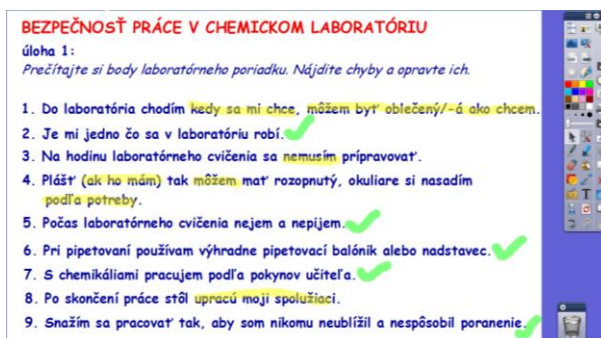 BEZPEČNOSŤ PRÁCE V CHEMICKOM LABORATÓRIU
úloha 1:
Prečítajte si body laboratórneho poriadku. Nájdite chyby a opravte ich.
1. Do laboratória chodím kedy sa mi chce, môžem byť oblečený/-á ako chcem.
2. Je mi jedno čo sa v laboratóriu robí.
3. Na hodinu laboratórneho cvičenia sa nemusím prípravovať.
4. Plášť (ak ho mám) tak môžem mať rozopnutý, okuliare si nasadím
podľa potreby.
5. Počas laboratórneho cvičenia nejem a nepijem.
6. Pri pipetovaní používam výhradne pipetovací balónik alebo nadstavec.
7. S chemikáliami pracujem podľa pokynov učiteľa.
8. Po skončení práce stôl upracú moji spolužiaci.
9. Snažím sa pracovať tak, aby som nikomu neublížil a nespôsobil poranenie.